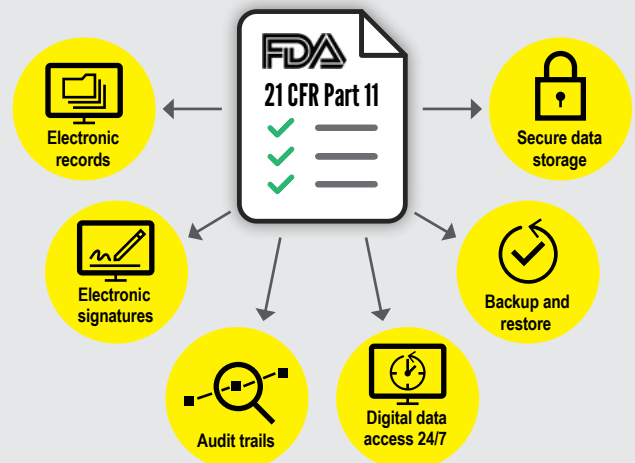 FDA
21 CFR Part 11
Electronic
records
Secure data
storage
Electronic
signatures
Backup and
restore
Audit trails
Digital data
access 24/7